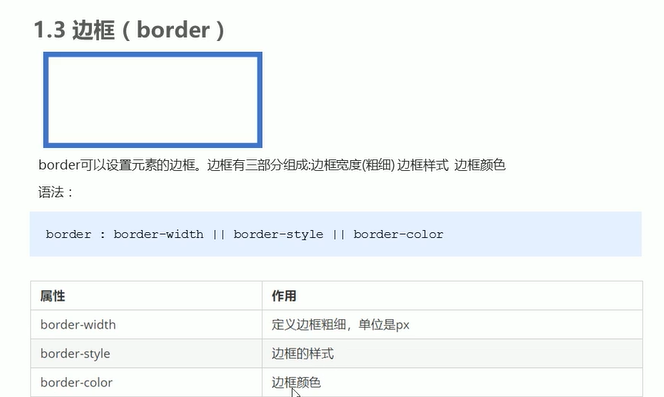 1.3 边框（border）
border可以设置元素的边框。边框有三部分组成:边框宽度(粗细) 边框样式 边框颜色
语法：
border : border-width || border-style || border-color
属性 作用
border-width 定义边框粗细，单位是px
border-style 边框的样式
border-color 边框颜色